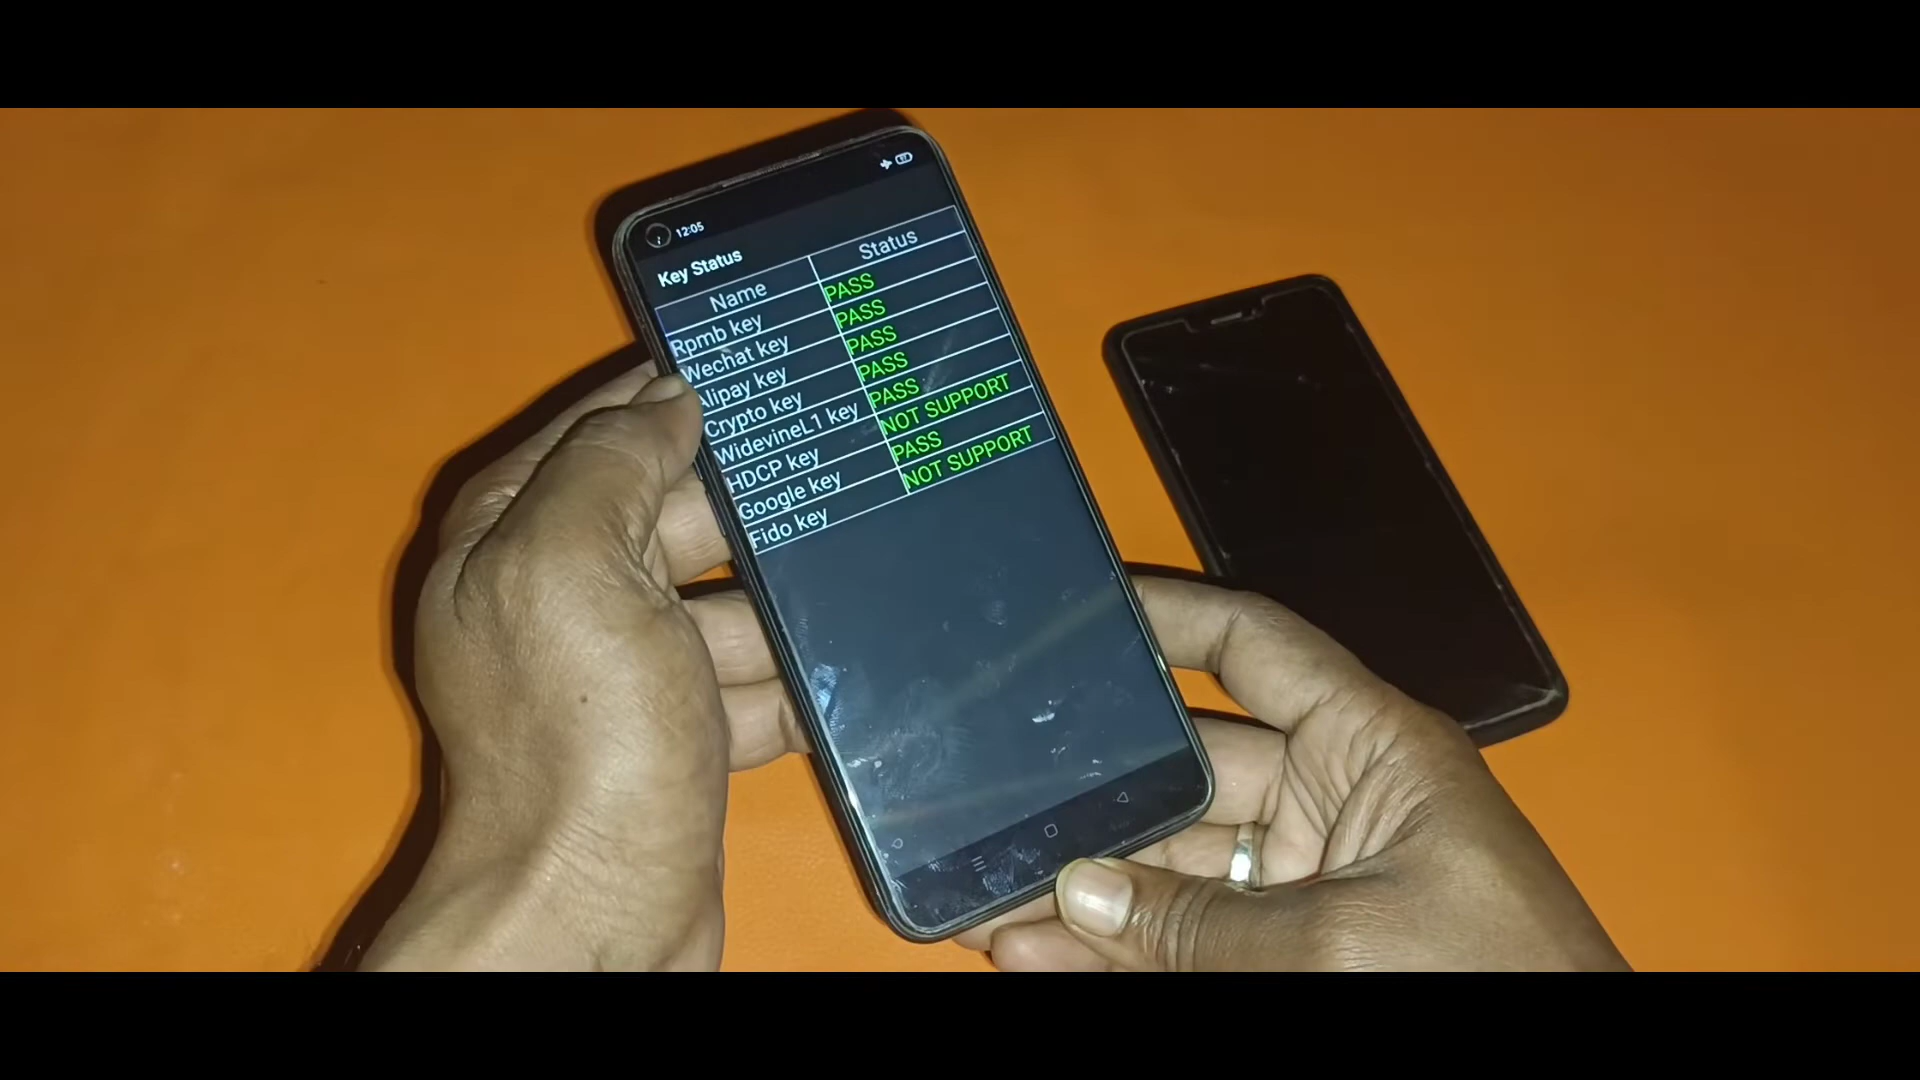 12:05
Key Status
Name Status
Rpmb key PASS
Wechat key PASS
Alipay key PASS
Crypto key PASS
WidevineL1 key PASS
HDCP key NOT SUPPORT
Google key PASS
Fido key NOT SUPPORT